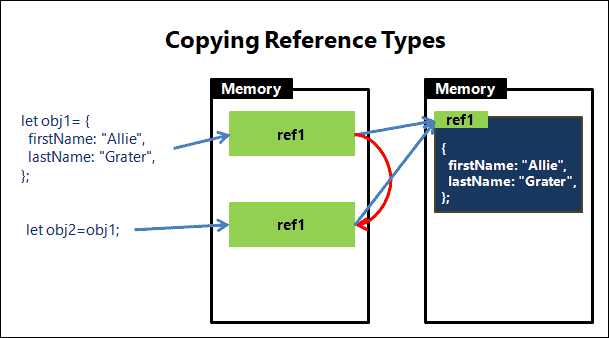 Copying Reference Types
Memory
Memory
let obj1= {
firstName: "Allie",
lastName: "Grater",
};
ref1
ref1
{
firstName: "Allie",
lastName: "Grater",
};
let obj2=obj1;
ref1